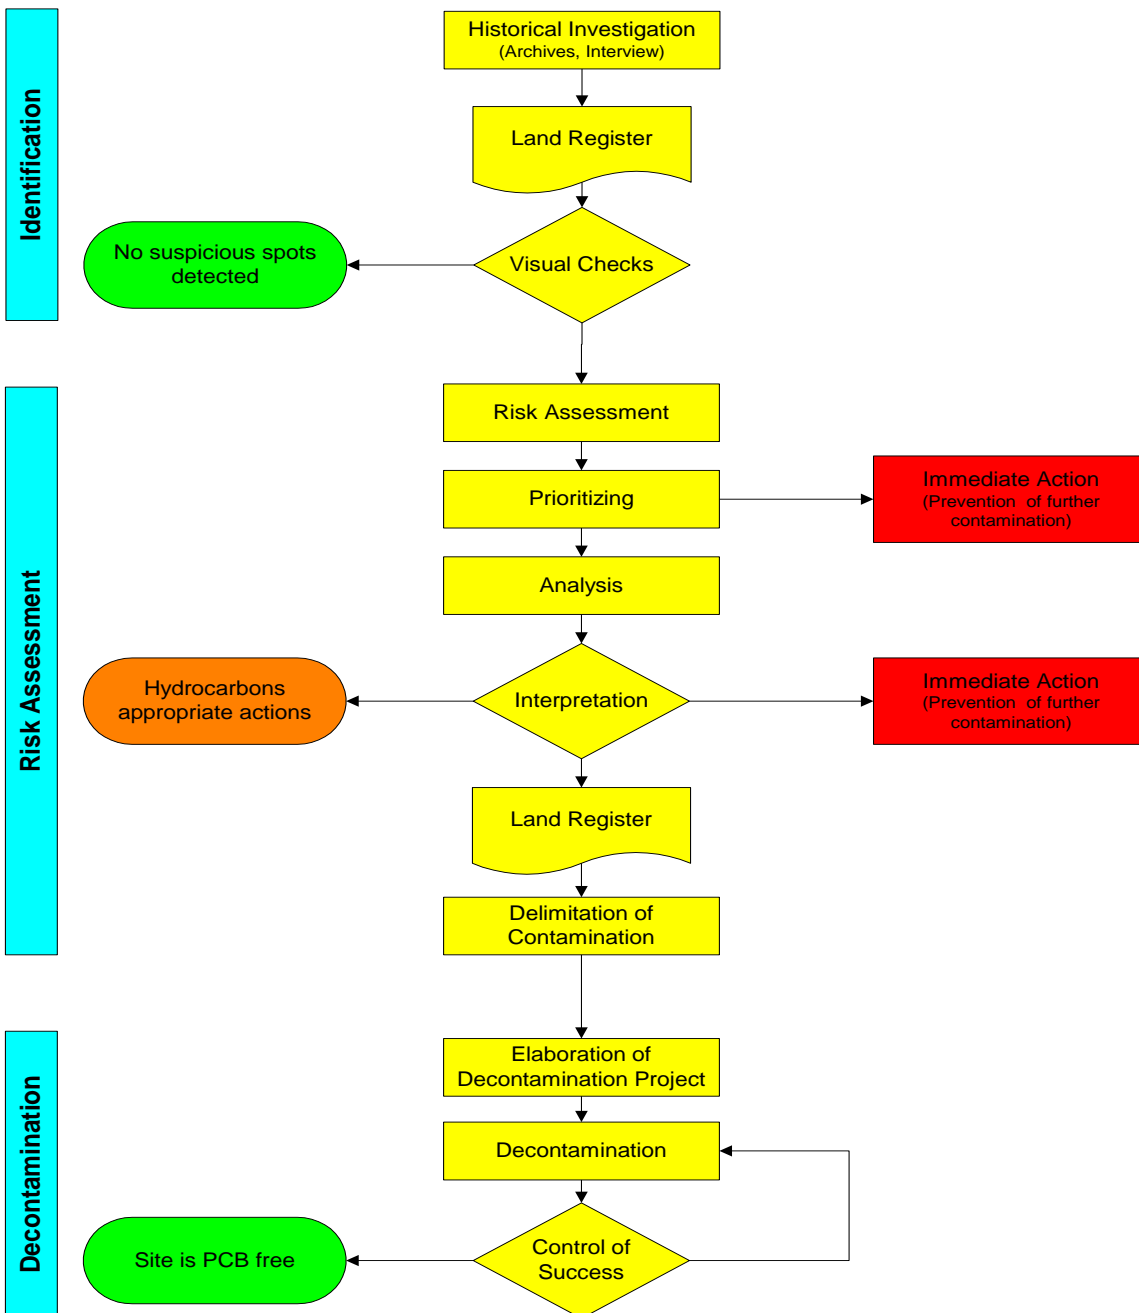 Identification
Historical Investigation
(Archives, Interview)
Land Register
No suspicious spots
detected
Visual Checks
Risk Assessment
Risk Assessment
Prioritizing
Immediate Action
(Prevention of further
contamination)
Analysis
Hydrocarbons
appropriate actions
Interpretation
Immediate Action
(Prevention of further
contamination)
Land Register
Delimitation of
Contamination
Decontamination
Elaboration of
Decontamination Project
Decontamination
Site is PCB free
Control of
Success